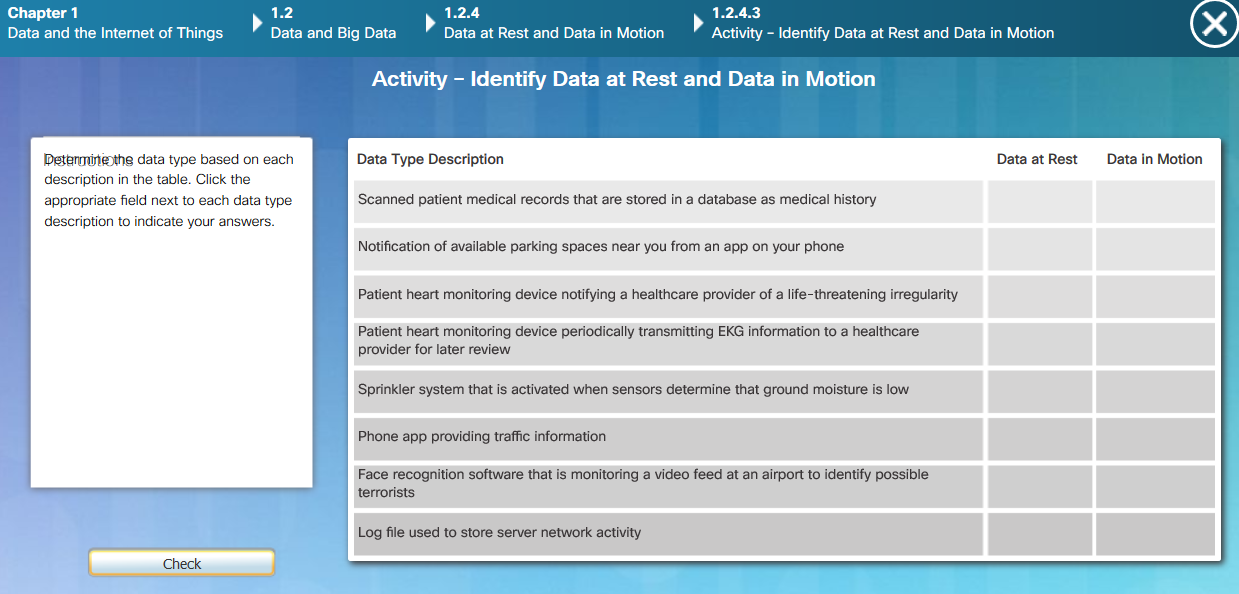 Chapter 1
Data and the Internet of Things
1.2
Data and Big Data
1.2.4
Data at Rest and Data in Motion
1.2.4.3
Activity – Identify Data at Rest and Data in Motion
Activity – Identify Data at Rest and Data in Motion
Instructions
Determine the data type based on each
description in the table. Click the
appropriate field next to each data type
description to indicate your answers.
Check
Data Type Description Data at Rest Data in Motion
Scanned patient medical records that are stored in a database as medical history
Notification of available parking spaces near you from an app on your phone
Patient heart monitoring device notifying a healthcare provider of a life-threatening irregularity
Patient heart monitoring device periodically transmitting EKG information to a healthcare
provider for later review
Sprinkler system that is activated when sensors determine that ground moisture is low
Phone app providing traffic information
Face recognition software that is monitoring a video feed at an airport to identify possible
terrorists
Log file used to store server network activity